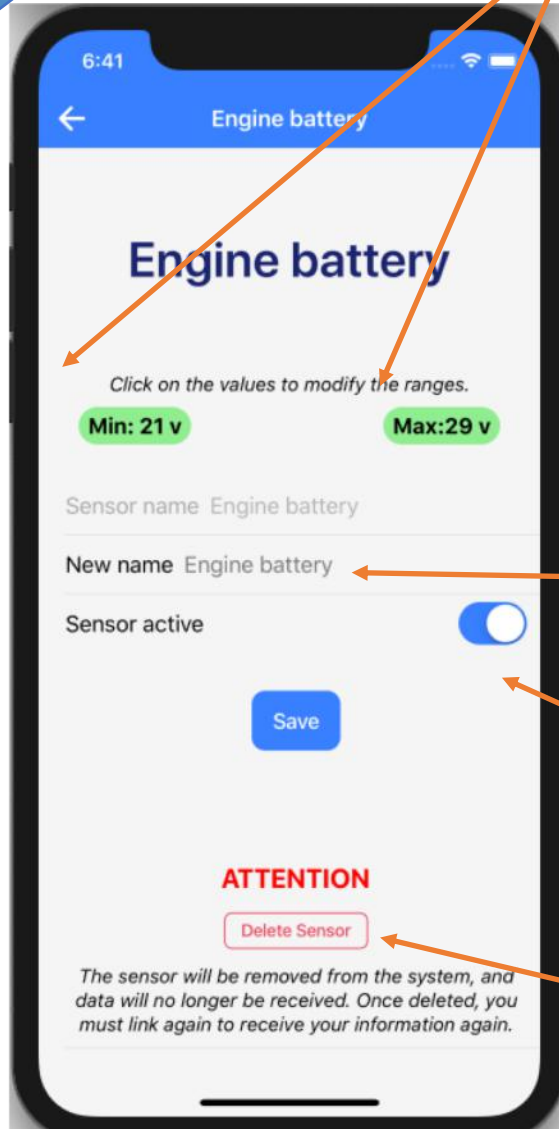 6:41
Engine battery
Engine battery
Click on the values to modify the ranges.
Min: 21 v Max:29 v
Sensor name Engine battery
New name Engine battery
Sensor active
Save
ATTENTION
Delete Sensor
The sensor will be removed from the system, and
data will no longer be received. Once deleted, you
must link again to receive your information again.